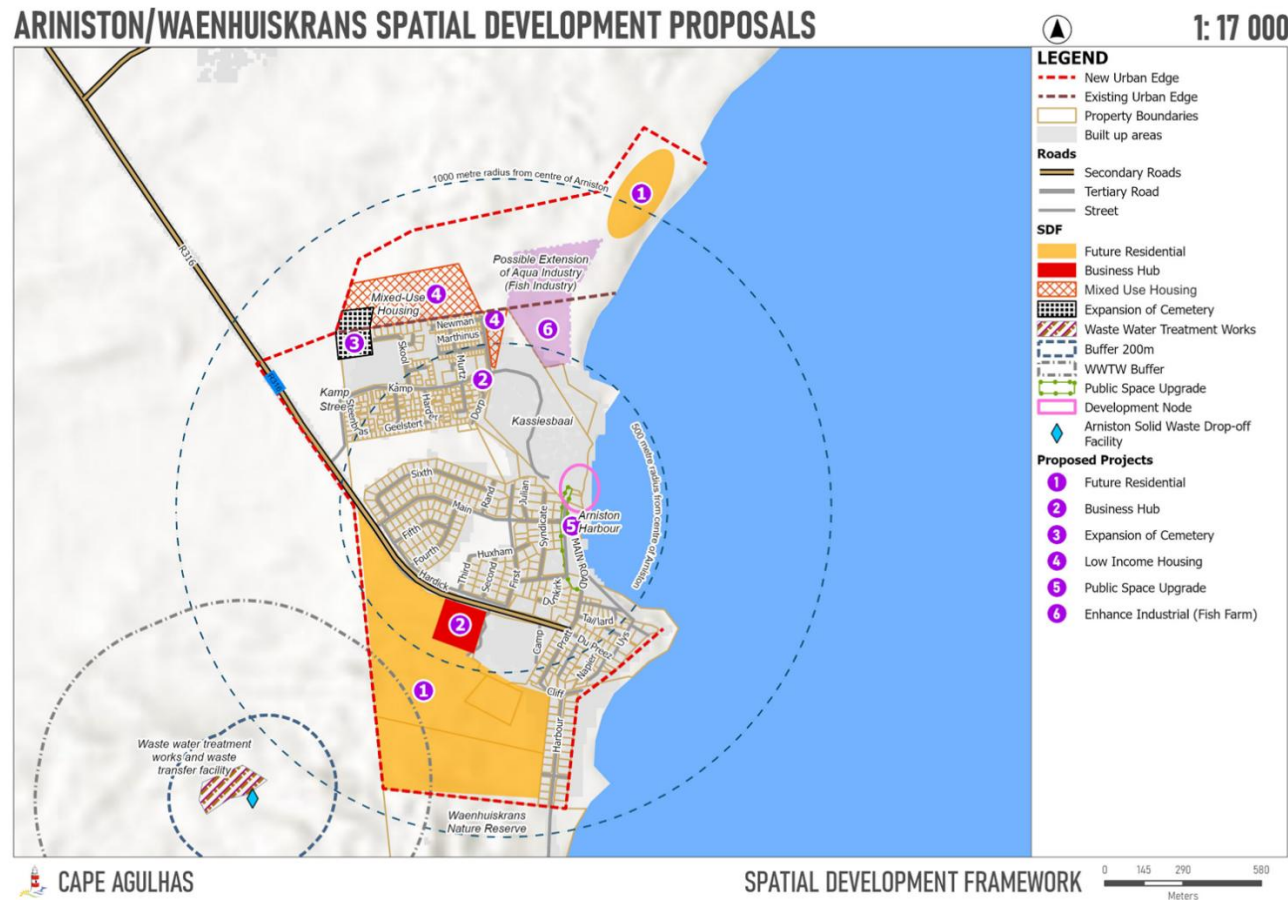 ARINISTON/WAENHUISKRANS SPATIAL DEVELOPMENT PROPOSALS
1: 17 000
LEGEND
New Urban Edge
Existing Urban Edge
Property Boundaries
Built up areas
Roads
Secondary Roads
Tertiary Road
Street
SDF
Future Residential
Business Hub
Mixed Use Housing
Expansion of Cemetery
Waste Water Treatment Works
Buffer 200m
WWTW Buffer
Public Space Upgrade
Development Node
Arniston Solid Waste Drop-off
Facility
Proposed Projects
1 Future Residential
2 Business Hub
3 Expansion of Cemetery
4 Low Income Housing
5 Public Space Upgrade
6 Enhance Industrial (Fish Farm)
1000 metre radius from centre of Arniston
1
R316
Possible Extension
of Aqua Industry
(Fish Industry)
Mixed-Use
Housing
4
4
6
3
Newman
Marthinus
Skool
Murtz
2
R316
Kamp
Street
Kamp
Steenbras
Harder
Dorp
Geelstert
Kassiesbaai
500 metre radius from centre of Arniston
Sixth
Main
Rand
Julian
Syndicate
Fifth
Fourth
5
Arniston
Harbour
MAIN ROAD
Huxham
Hardick
Third
Second
First
Dunkirk
2
Taillard
Camp
Pratt
Du Preez
Uys
Napier
1
Cliff
Harbour
Waste water treatment
works and waste
transfer facility
Waenhuiskrans
Nature Reserve
CAPE AGULHAS
SPATIAL DEVELOPMENT FRAMEWORK
0 145 290 580
Meters